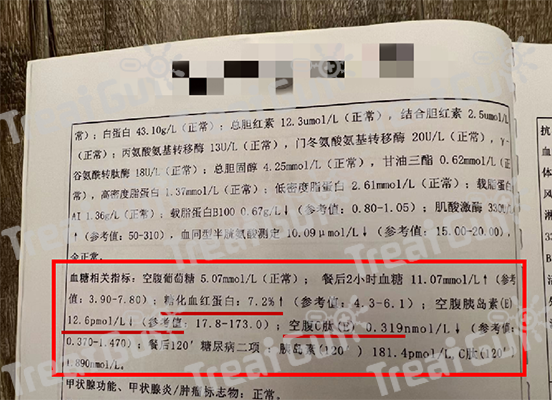 常）；白蛋白 43.10g/L（正常）；总胆红素 12.3umol/L（正常），结合胆红素 2.5umol/L
（正常）；丙氨酸氨基转移酶 13U/L（正常），门冬氨酸氨基转移酶 20U/L（正常），γ-
谷氨酰转肽酶 18U/L（正常）；总胆固醇 4.25mmol/L（正常），甘油三酯 0.62mmol/L（正
常），高密度脂蛋白 1.37mmol/L（正常）；低密度脂蛋白 2.61mmol/L（正常）；载脂蛋
AI 1.36g/L（正常）；载脂蛋白B100 0.67g/L↓（参考值：0.80-1.05）；肌酸激酶 330U/L
↑（参考值：50-310），血同型半胱氨酸测定 10.09μmol/L↓（参考值：15.00-20.00），
余正常。
血糖相关指标：空腹葡萄糖 5.07mmol/L（正常）；餐后2小时血糖 11.07mmol/L↑（参考
值：3.90-7.80）；糖化血红蛋白：7.2%↑（参考值：4.3-6.1）；空腹胰岛素(E)
12.6pmol/L↓（参考值：17.8-173.0）；空腹C肽(E) 0.319nmol/L↓（参考值：
0.370-1.470）；餐后120′糖尿病二项：胰岛素(120′) 181.4pmol/L，C肽(120′)
1.890nmol/L。
甲状腺功能、甲状腺炎/肿瘤标志物：正常。
抗
血
体
谷
TreatGut